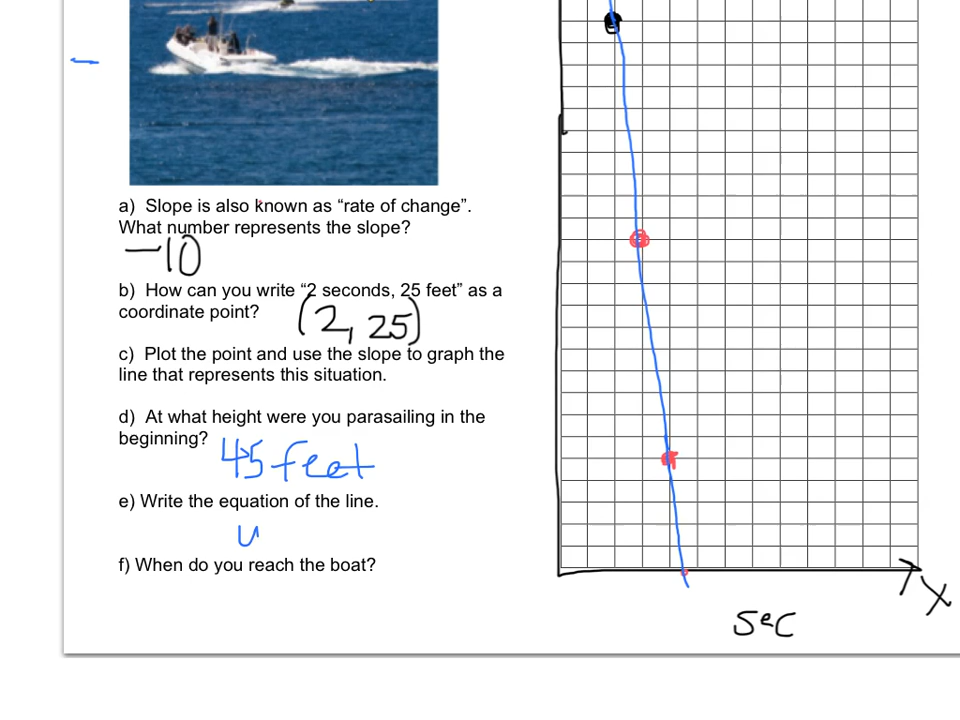 a) Slope is also known as “rate of change”.
What number represents the slope?
-10
b) How can you write “2 seconds, 25 feet” as a
coordinate point?
(2, 25)
c) Plot the point and use the slope to graph the
line that represents this situation.
d) At what height were you parasailing in the
beginning?
45 feet
e) Write the equation of the line.
f) When do you reach the boat?
x
sec